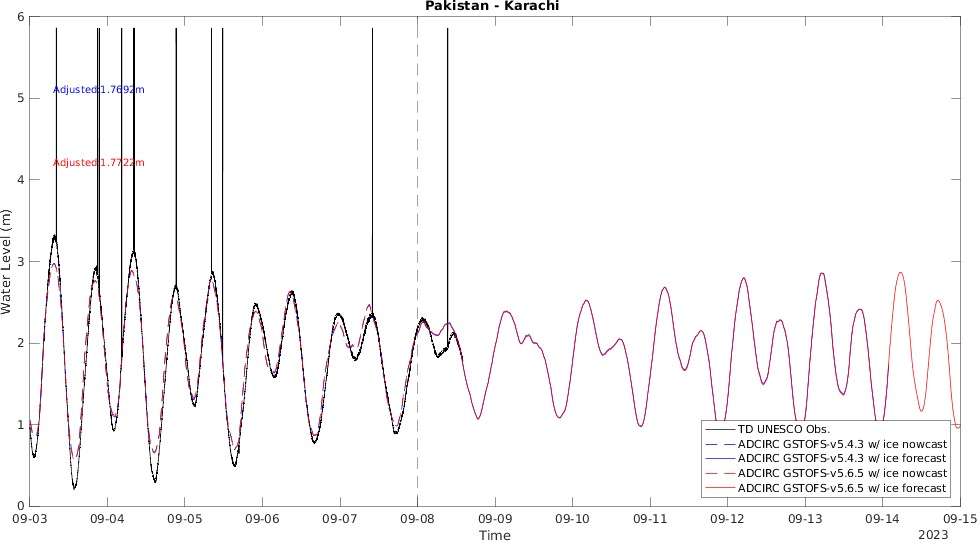 Pakistan - Karachi
6
5
4
3
2
1
0
Water Level (m)
Adjusted:1.7692m
Adjusted:1.7722m
TD UNESCO Obs.
ADCIRC GSTOFS-v5.4.3 w/ ice nowcast
ADCIRC GSTOFS-v5.4.3 w/ ice forecast
ADCIRC GSTOFS-v5.6.5 w/ ice nowcast
ADCIRC GSTOFS-v5.6.5 w/ ice forecast
09-03 09-04 09-05 09-06 09-07 09-08 09-09 09-10 09-11 09-12 09-13 09-14 09-15
Time
2023